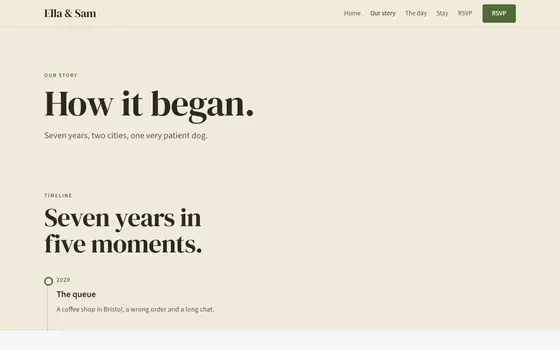 Ella & Sam
Home Our story The day Stay RSVP RSVP
OUR STORY
How it began.
Seven years, two cities, one very patient dog.
TIMELINE
Seven years in
five moments.
2020
The queue
A coffee shop in Bristol, a wrong order and a long chat.